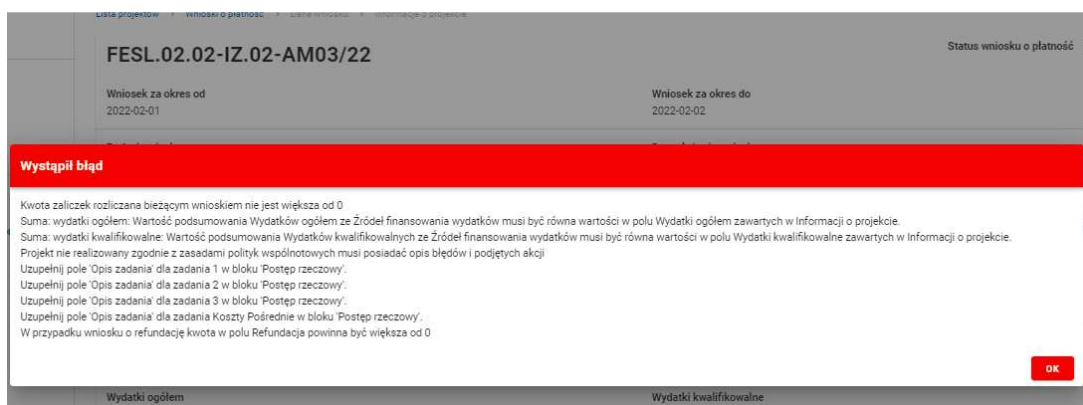 Lista projektów > Wnioski o płatność > Dane wniosku > Informacje o projekcie
FESL.02.02-IZ.02-AM03/22
Status wniosku o płatność
Wniosek za okres od
Wniosek za okres do
2022-02-01
2022-02-02
Wystąpił błąd
Kwota zaliczek rozliczana bieżącym wnioskiem nie jest większa od 0
Suma: wydatki ogółem: Wartość podsumowania Wydatków ogółem ze Źródeł finansowania wydatków musi być równa wartości w polu Wydatki ogółem zawartych w Informacji o projekcie.
Suma: wydatki kwalifikowalne: Wartość podsumowania Wydatków kwalifikowalnych ze Źródeł finansowania wydatków musi być równa wartości w polu Wydatki kwalifikowalne zawartych w Informacji o projekcie.
Projekt nie realizowany zgodnie z zasadami polityk wspólnotowych musi posiadać opis błędów i podjętych akcji
Uzupełnij pole 'Opis zadania' dla zadania 1 w bloku 'Postęp rzeczowy'.
Uzupełnij pole 'Opis zadania' dla zadania 2 w bloku 'Postęp rzeczowy'.
Uzupełnij pole 'Opis zadania' dla zadania 3 w bloku 'Postęp rzeczowy'.
Uzupełnij pole 'Opis zadania' dla zadania Koszty Pośrednie w bloku 'Postęp rzeczowy'.
W przypadku wniosku o refundację kwota w polu Refundacja powinna być większa od 0
OK
Wydatki ogółem
Wydatki kwalifikowalne